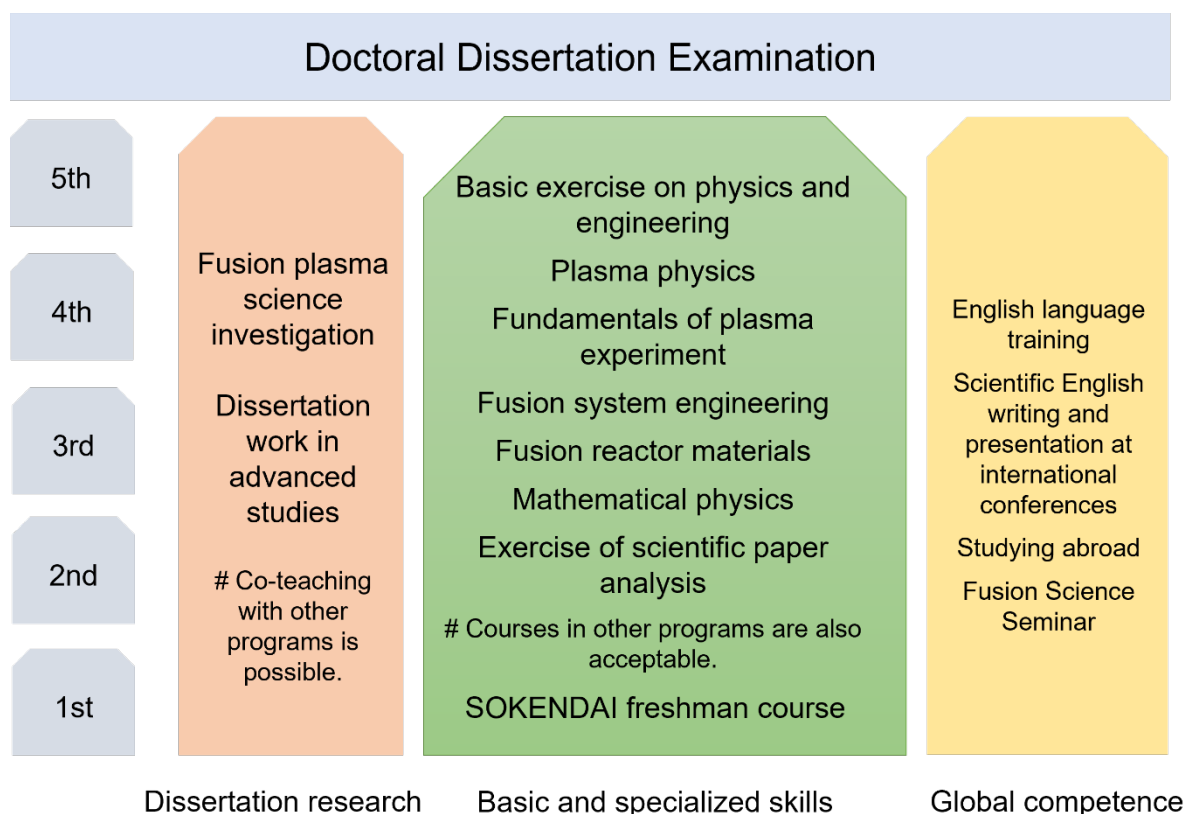 Doctoral Dissertation Examination
5th
4th
3rd
2nd
1st
Fusion plasma
science
investigation
Dissertation
work in
advanced
studies
# Co-teaching
with other
programs is
possible.
Basic exercise on physics and
engineering
Plasma physics
Fundamentals of plasma
experiment
Fusion system engineering
Fusion reactor materials
Mathematical physics
Exercise of scientific paper
analysis
# Courses in other programs are also
acceptable.
SOKENDAI freshman course
English language
training
Scientific English
writing and
presentation at
international
conferences
Studying abroad
Fusion Science
Seminar
Dissertation research
Basic and specialized skills
Global competence